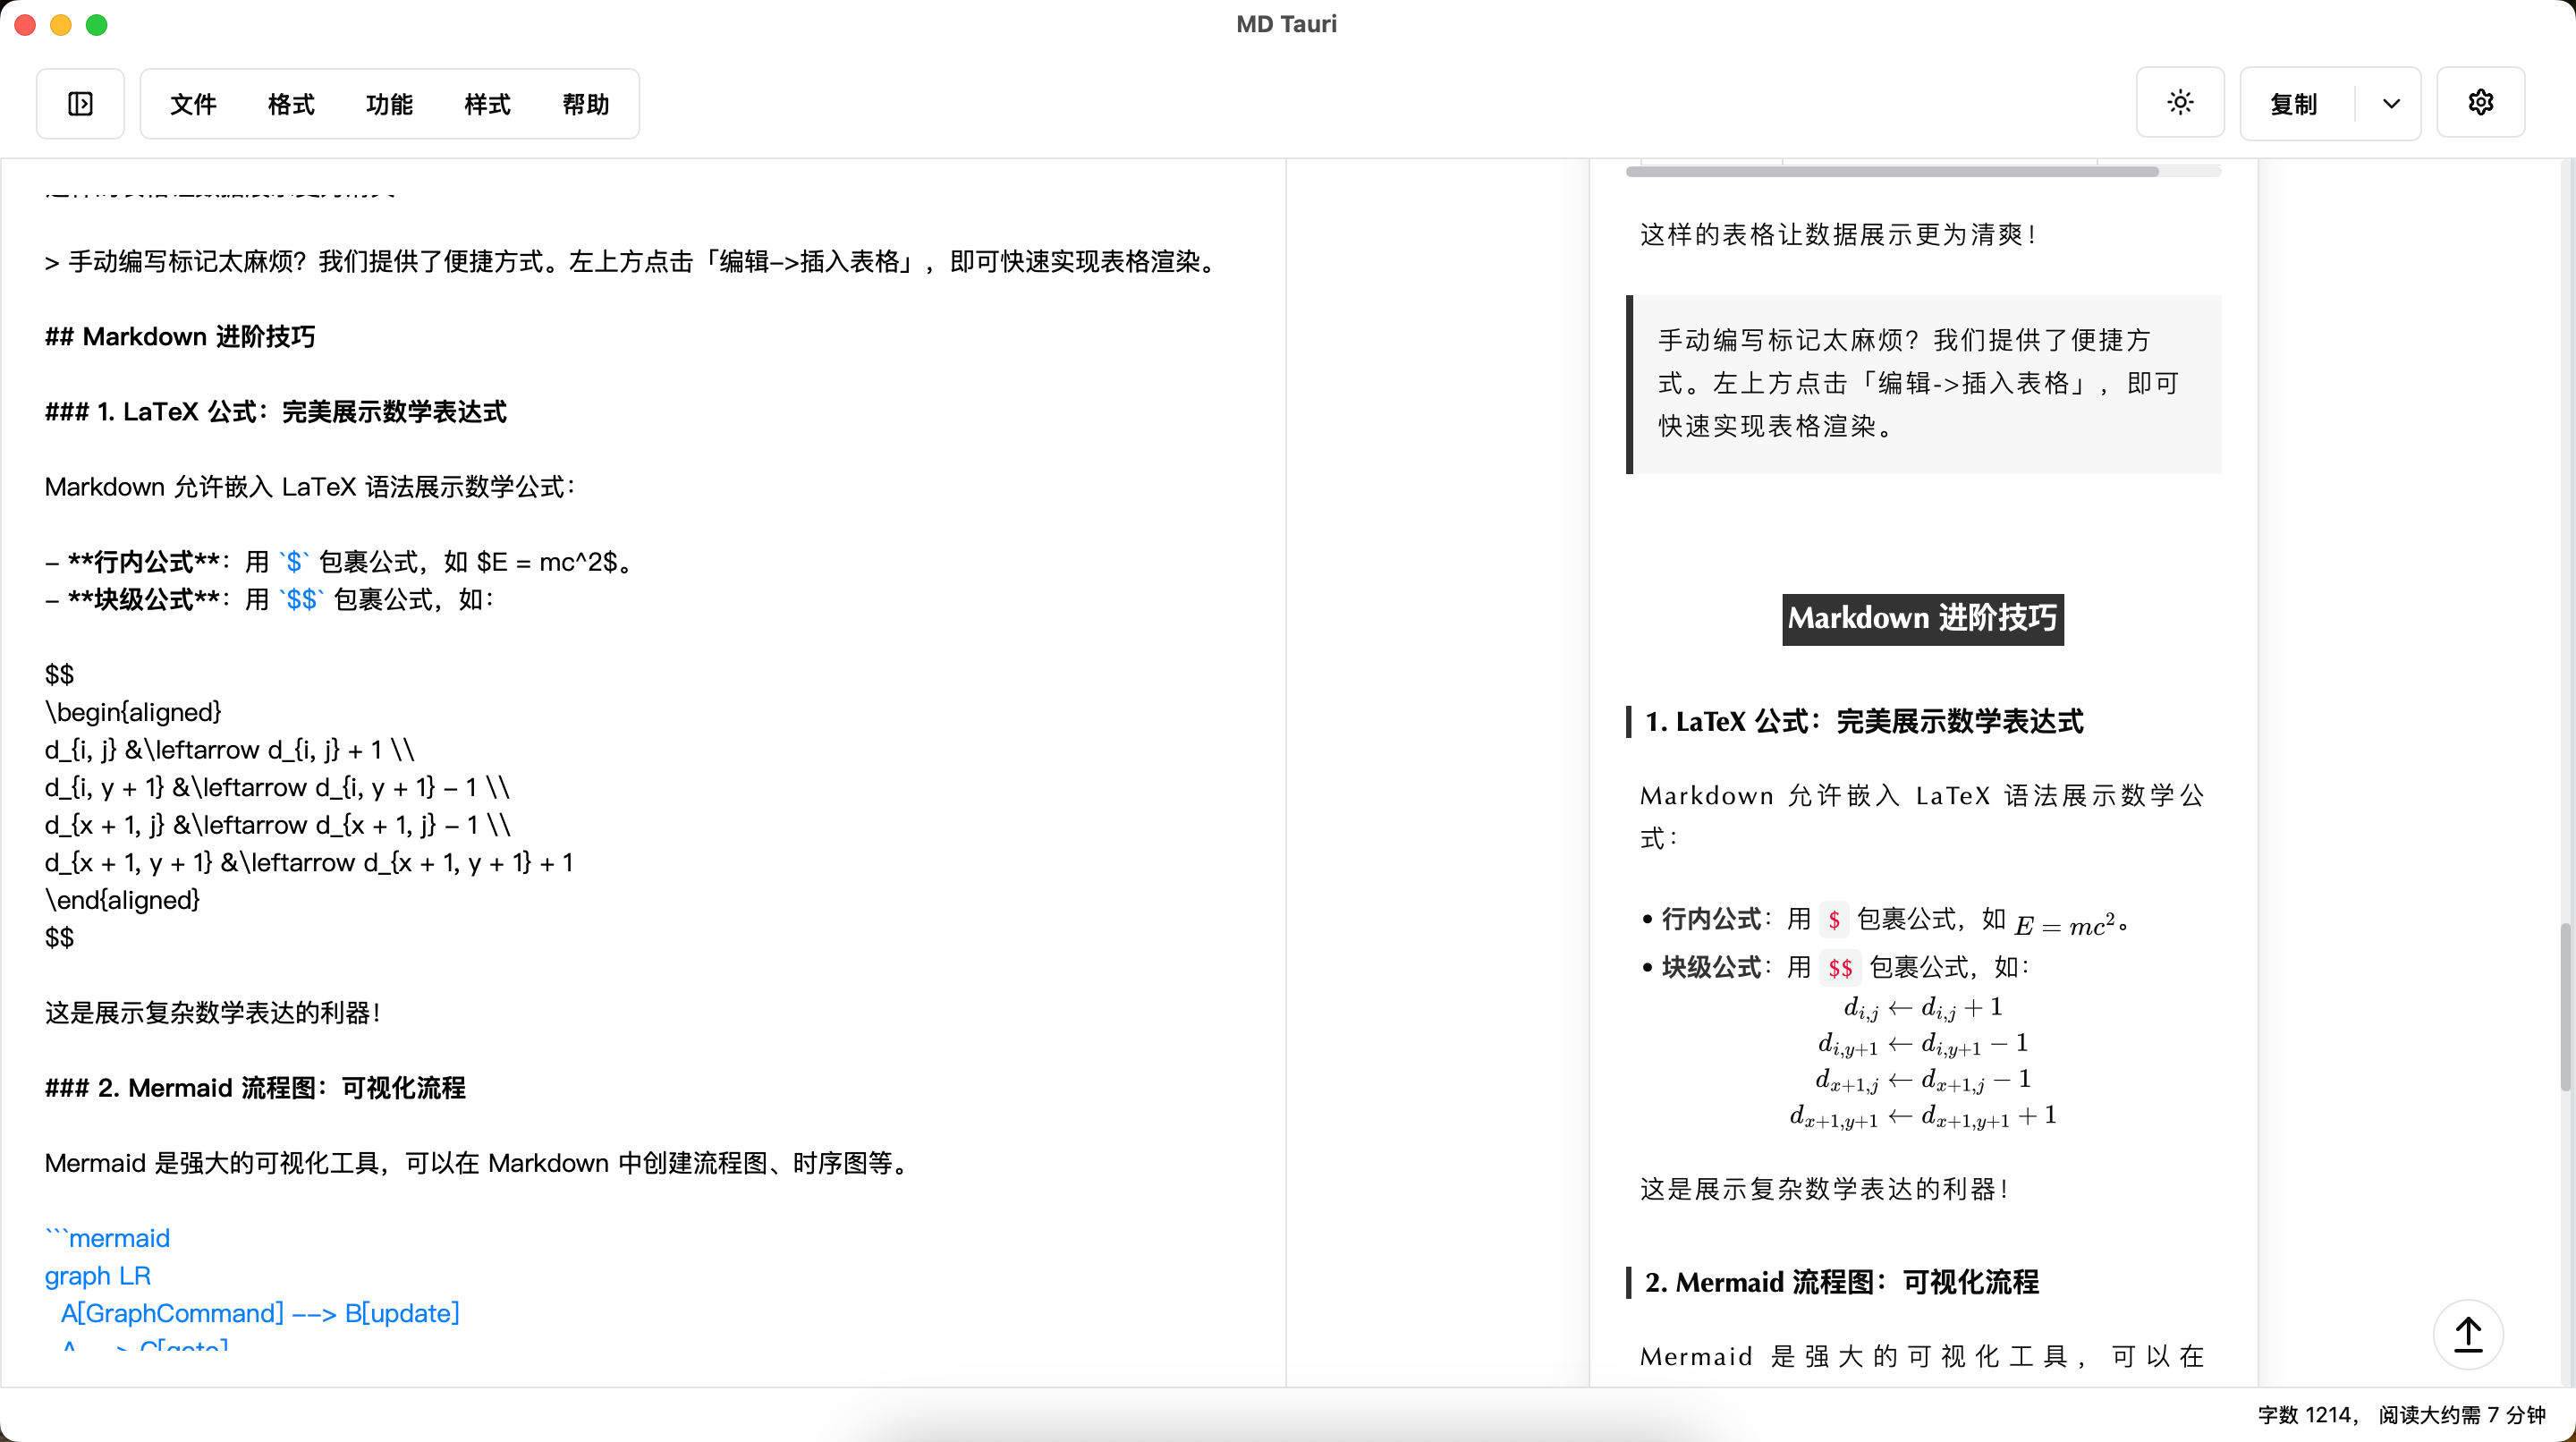 MD Tauri
文件 格式 功能 样式 帮助
复制
> 手动编写标记太麻烦？我们提供了便捷方式。左上方点击「编辑->插入表格」，即可快速实现表格渲染。
## Markdown 进阶技巧
### 1. LaTeX 公式：完美展示数学表达式
Markdown 允许嵌入 LaTeX 语法展示数学公式：
- **行内公式**：用 `$` 包裹公式，如 $E = mc^2$。
- **块级公式**：用 `$$` 包裹公式，如：
$$
\begin{aligned}
d_{i, j} &\leftarrow d_{i, j} + 1 \\
d_{i, y + 1} &\leftarrow d_{i, y + 1} - 1 \\
d_{x + 1, j} &\leftarrow d_{x + 1, j} - 1 \\
d_{x + 1, y + 1} &\leftarrow d_{x + 1, y + 1} + 1
\end{aligned}
$$
这是展示复杂数学表达的利器！
### 2. Mermaid 流程图：可视化流程
Mermaid 是强大的可视化工具，可以在 Markdown 中创建流程图、时序图等。
```mermaid
graph LR
A[GraphCommand] --> B[update]
这样的表格让数据展示更为清爽！
手动编写标记太麻烦？我们提供了便捷方
式。左上方点击「编辑->插入表格」，即可
快速实现表格渲染。
Markdown 进阶技巧
1. LaTeX 公式：完美展示数学表达式
Markdown 允许嵌入 LaTeX 语法展示数学公
式：
• 行内公式：用 $ 包裹公式，如 E = mc²。
• 块级公式：用 $$ 包裹公式，如：
d_{i,j} ← d_{i,j} + 1
d_{i,y+1} ← d_{i,y+1} − 1
d_{x+1,j} ← d_{x+1,j} − 1
d_{x+1,y+1} ← d_{x+1,y+1} + 1
这是展示复杂数学表达的利器！
2. Mermaid 流程图：可视化流程
Mermaid 是强大的可视化工具，可以在
字数 1214， 阅读大约需 7 分钟